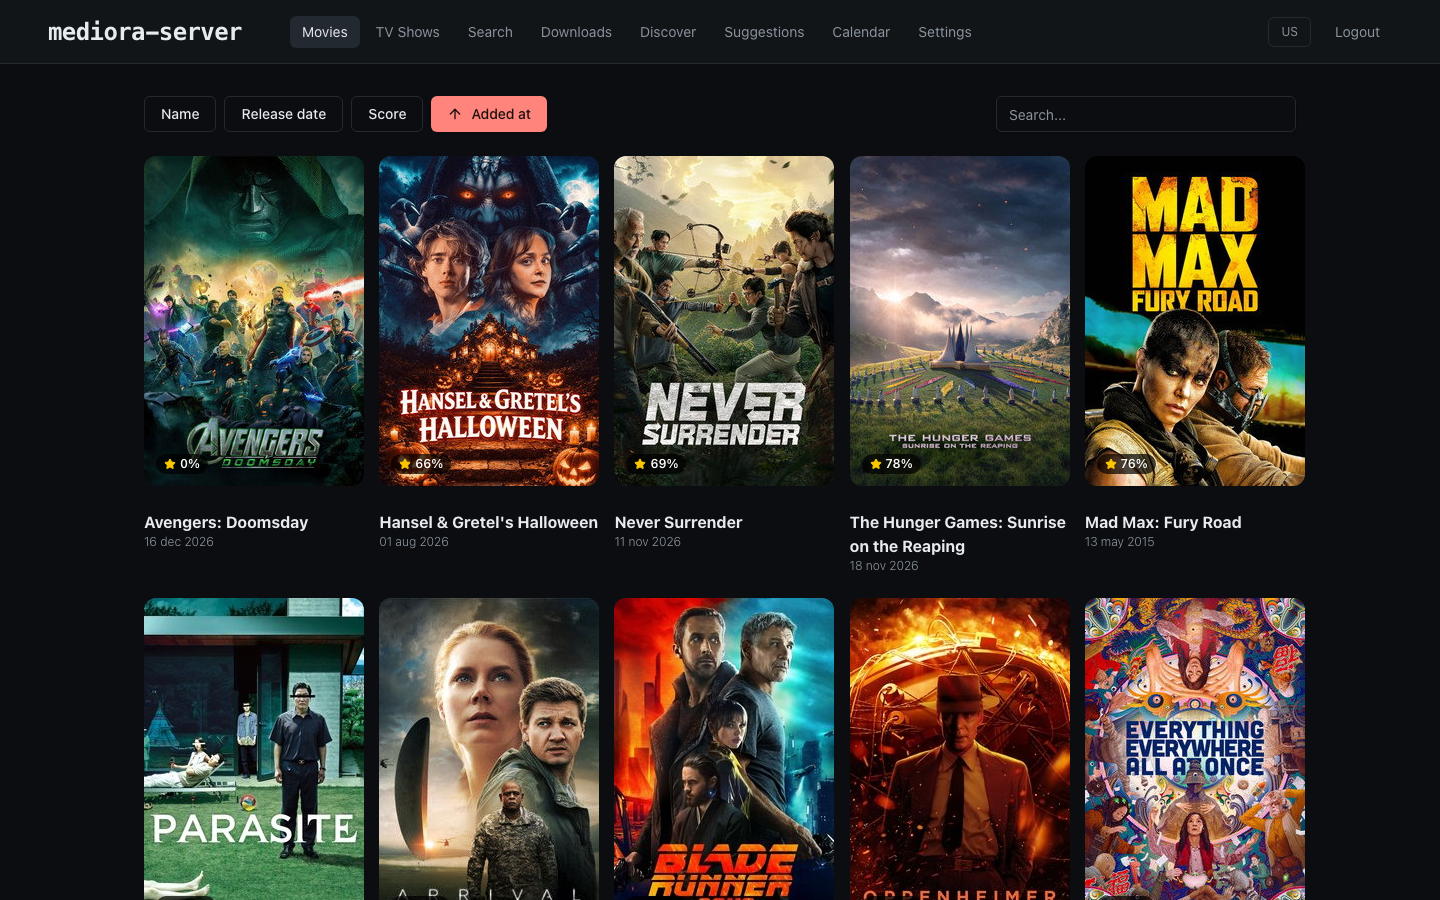 mediora-server
Movies
TV Shows
Search
Downloads
Discover
Suggestions
Calendar
Settings
US
Logout
Name
Release date
Score
Added at
Search...
AVENGERS
DOOMSDAY
0%
HANSEL & GRETEL'S
HALLOWEEN
66%
NEVER
SURRENDER
69%
THE HUNGER GAMES
SUNRISE ON THE REAPING
78%
MAD
MAX
FURY ROAD
76%
Avengers: Doomsday
16 dec 2026
Hansel & Gretel's Halloween
01 aug 2026
Never Surrender
11 nov 2026
The Hunger Games: Sunrise
on the Reaping
18 nov 2026
Mad Max: Fury Road
13 may 2015
PARASITE
ARRIVAL
BLADE
RUNNER
OPPENHEIMER
EVERYTHING
EVERYWHERE
ALL AT ONCE